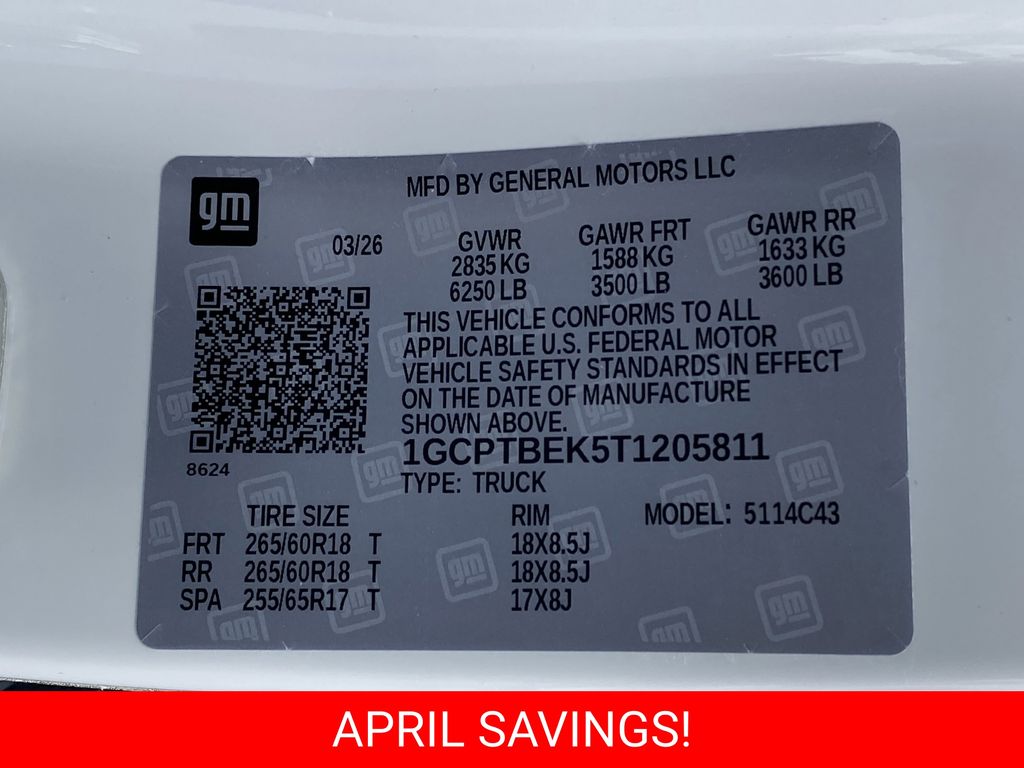 MFD BY GENERAL MOTORS LLC
gm
03/26
GVWR GAWR FRT GAWR RR
2835 KG 1588 KG 1633 KG
6250 LB 3500 LB 3600 LB
THIS VEHICLE CONFORMS TO ALL
APPLICABLE U.S. FEDERAL MOTOR
VEHICLE SAFETY STANDARDS IN EFFECT
ON THE DATE OF MANUFACTURE
SHOWN ABOVE.
1GCPTBEK5T1205811
8624
TYPE: TRUCK
TIRE SIZE RIM MODEL: 5114C43
FRT 265/60R18 T 18X8.5J
RR 265/60R18 T 18X8.5J
SPA 255/65R17 T 17X8J
APRIL SAVINGS!